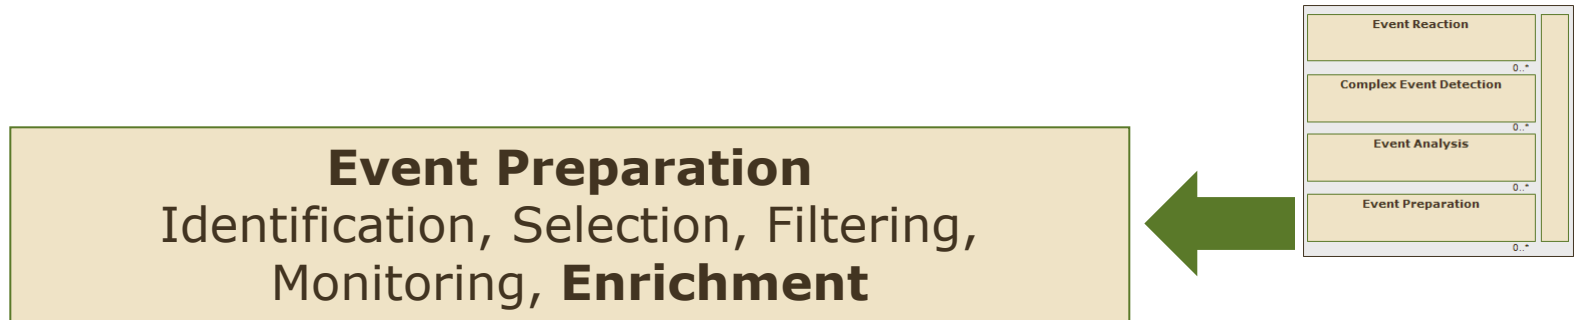 Event Preparation
Identification, Selection, Filtering,
Monitoring, Enrichment
Event Reaction
0..*
Complex Event Detection
0..*
Event Analysis
0..*
Event Preparation
0..*